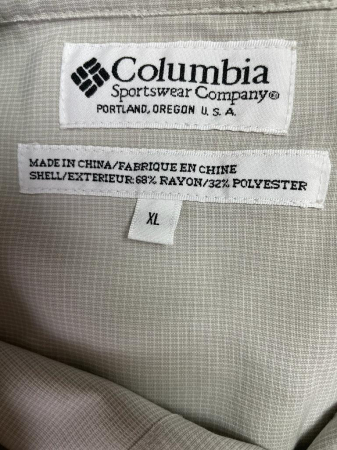 Columbia
Sportswear Company®
PORTLAND, OREGON U.S.A.
MADE IN CHINA/FABRIQUE EN CHINE
SHELL/EXTERIEUR:68% RAYON/32% POLYESTER
XL